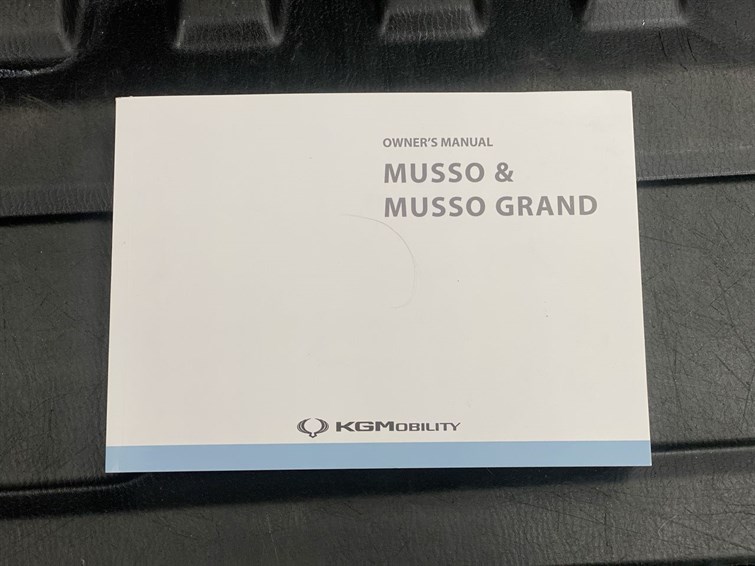 OWNER'S MANUAL
MUSSO &
MUSSO GRAND
KGMOBILITY